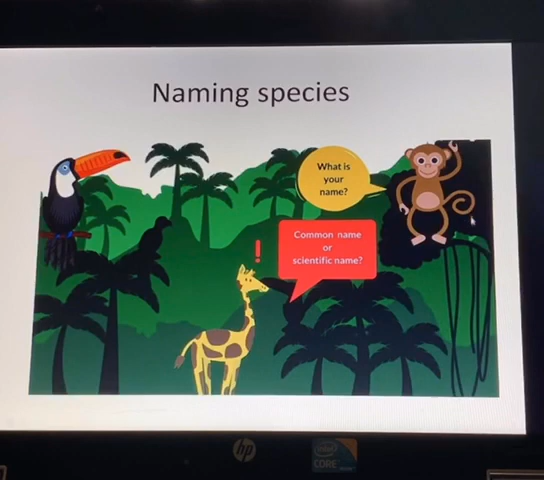 Naming species
What is
your
name?
Common name
or
scientific name?
!
hp
intel
CORE